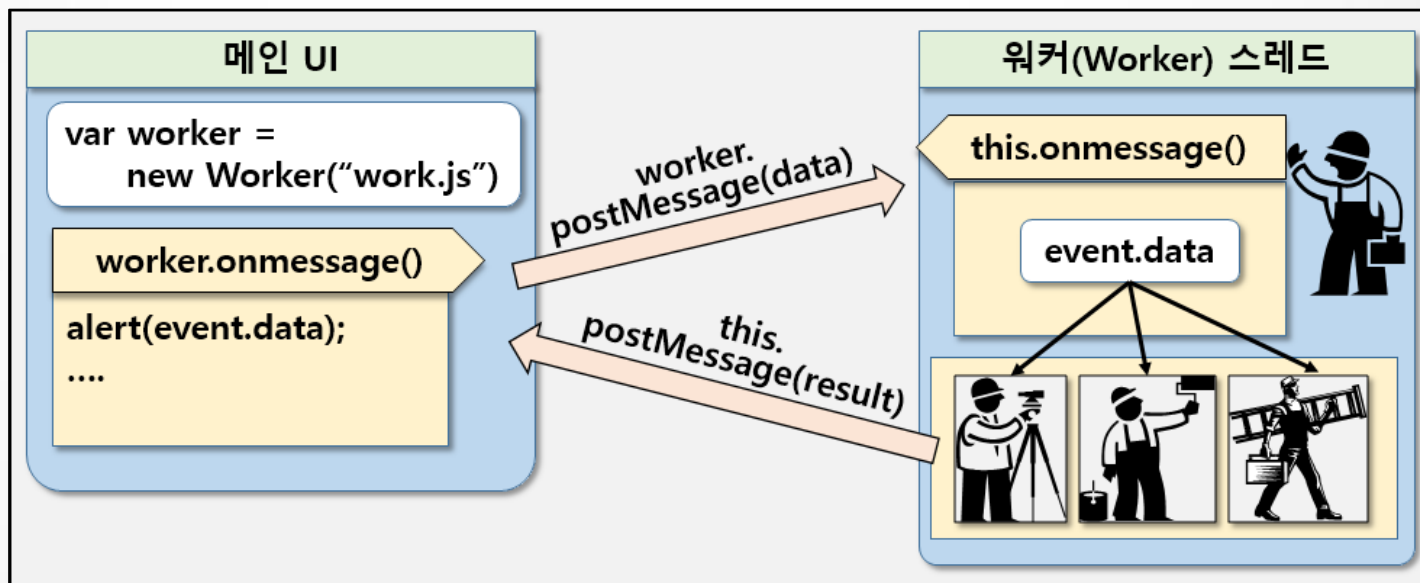 메인 UI
var worker =
new Worker(“work.js”)
worker.onmessage()
alert(event.data);
....
worker.
postMessage(data)
this.
postMessage(result)
워커(Worker) 스레드
this.onmessage()
event.data